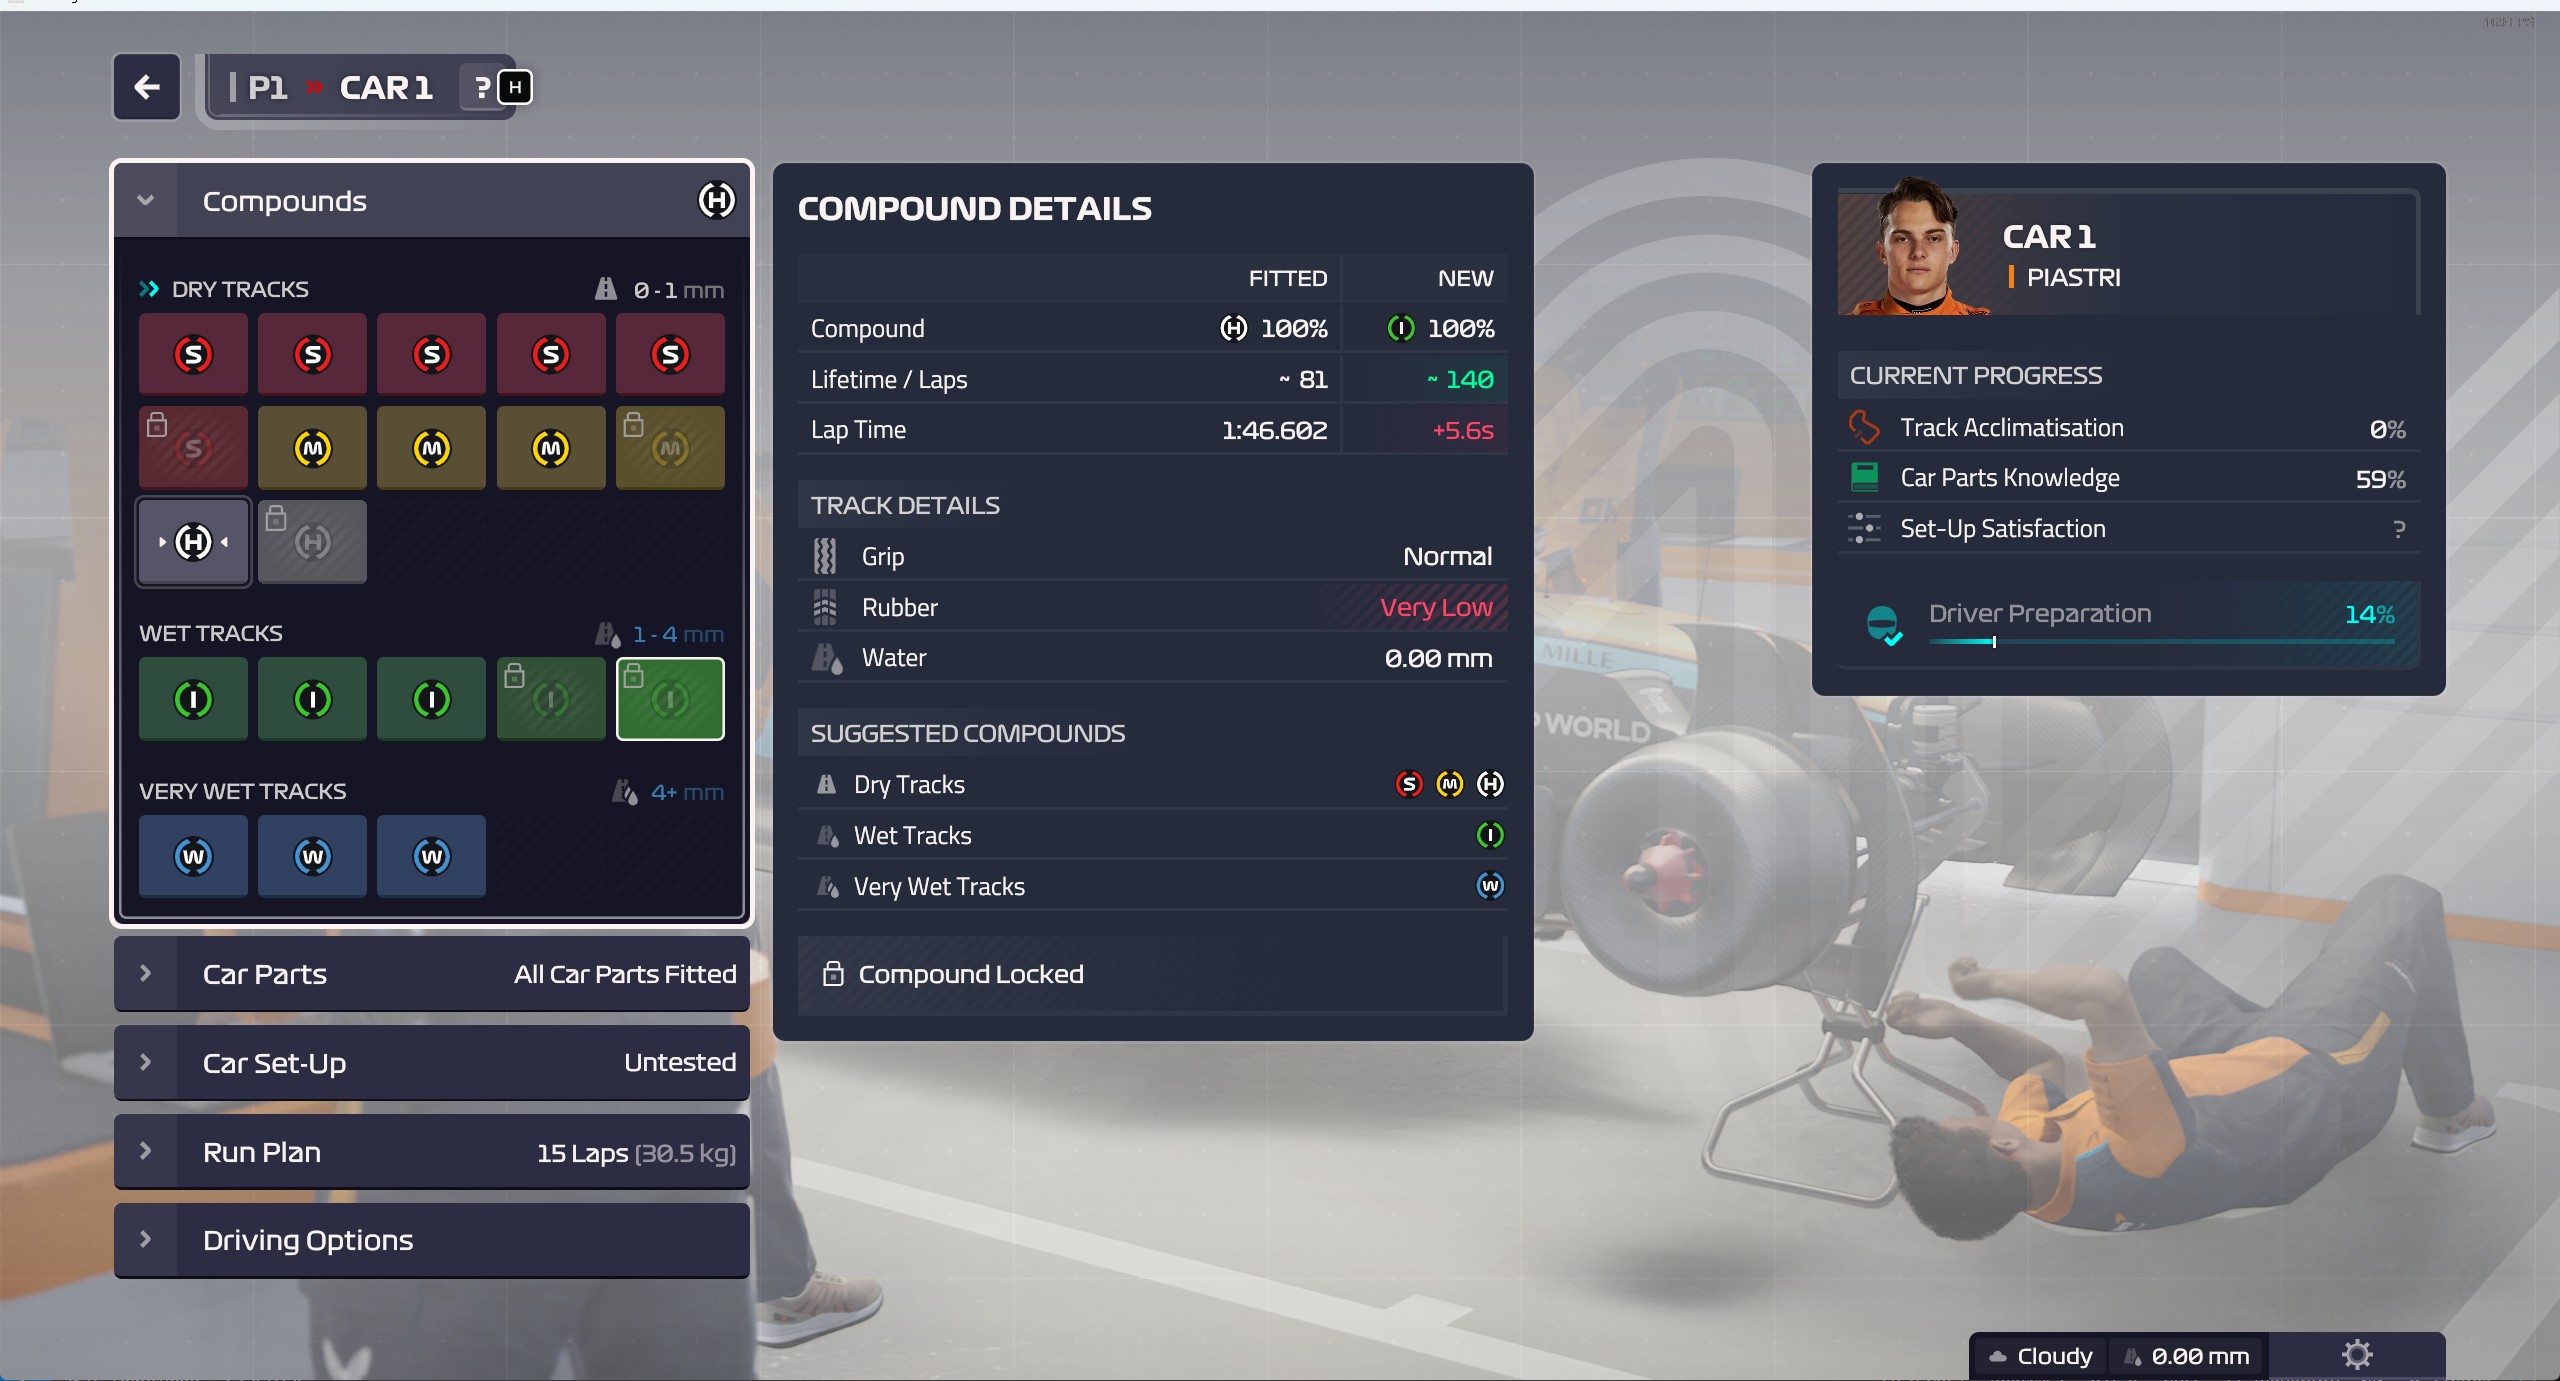 P1 » CAR 1 ? H
Compounds H
DRY TRACKS 0 - 1 mm
S S S S S
S M M M M
H H
WET TRACKS 1 - 4 mm
I I I I I
VERY WET TRACKS 4+ mm
W W W
Car Parts All Car Parts Fitted
Car Set-Up Untested
Run Plan 15 Laps (30.5 kg)
Driving Options
COMPOUND DETAILS
FITTED NEW
Compound H 100% I 100%
Lifetime / Laps ~ 81 ~ 140
Lap Time 1:46.602 +5.6s
TRACK DETAILS
Grip Normal
Rubber Very Low
Water 0.00 mm
SUGGESTED COMPOUNDS
Dry Tracks S M H
Wet Tracks I
Very Wet Tracks W
Compound Locked
CAR 1
PIASTRI
CURRENT PROGRESS
Track Acclimatisation 0%
Car Parts Knowledge 59%
Set-Up Satisfaction ?
Driver Preparation 14%
MILLE
WORLD
Cloudy 0.00 mm